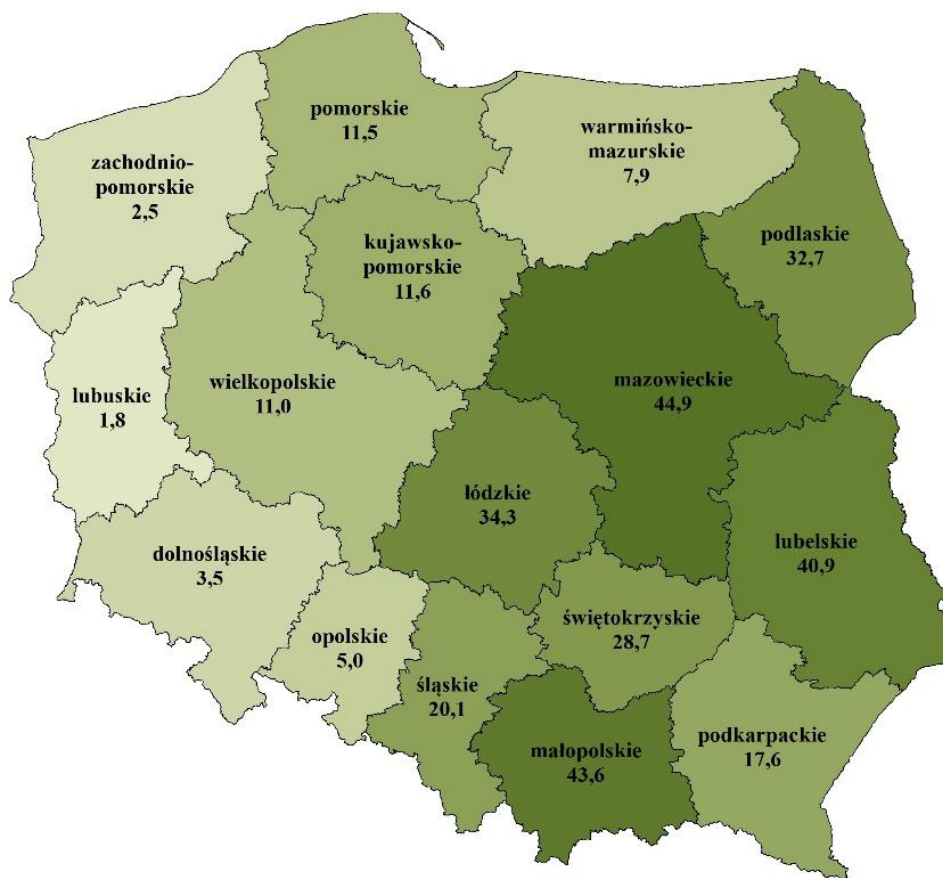 pomorskie
11,5
warmińsko-
mazurskie
7,9
zachodnio-
pomorskie
2,5
podlaskie
32,7
kujawsko-
pomorskie
11,6
mazowieckie
44,9
wielkopolskie
11,0
lubuskie
1,8
łódzkie
34,3
lubelskie
40,9
dolnośląskie
3,5
świętokrzyskie
28,7
opolskie
5,0
śląskie
20,1
podkarpackie
17,6
małopolskie
43,6